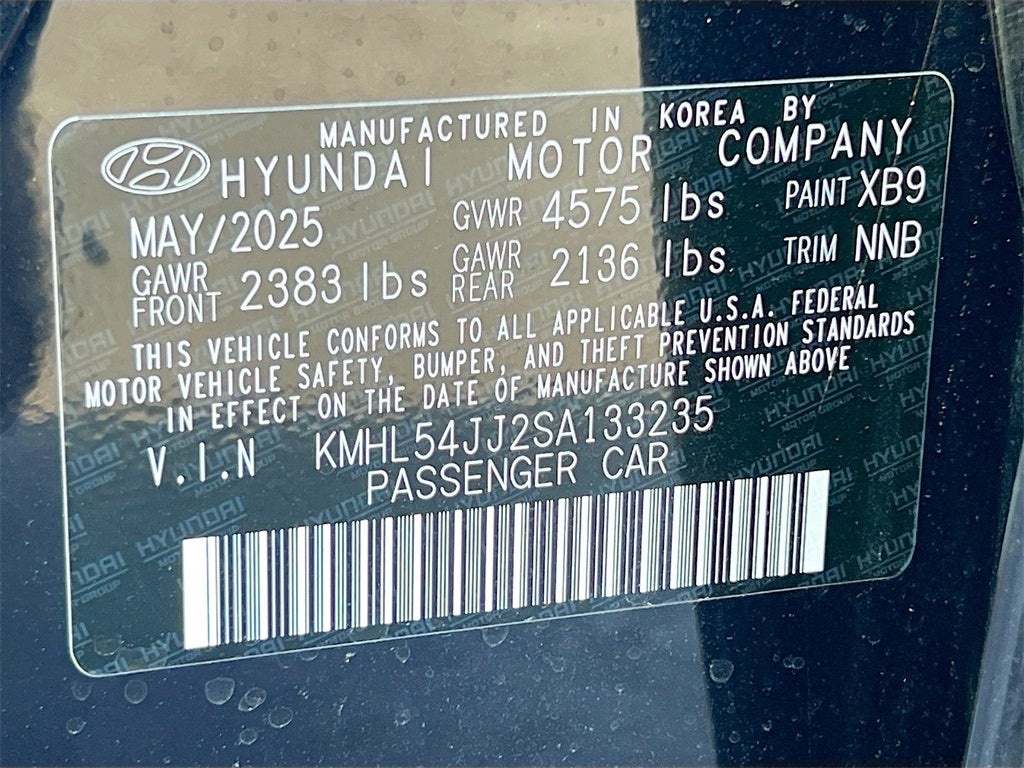 MANUFACTURED IN KOREA BY
HYUNDAI MOTOR COMPANY
MAY/2025 GVWR 4575 lbs PAINT XB9
GAWR FRONT 2383 lbs GAWR REAR 2136 lbs TRIM NNB
THIS VEHICLE CONFORMS TO ALL APPLICABLE U.S.A. FEDERAL
MOTOR VEHICLE SAFETY, BUMPER, AND THEFT PREVENTION STANDARDS
IN EFFECT ON THE DATE OF MANUFACTURE SHOWN ABOVE
V.I.N KMHL54JJ2SA133235
PASSENGER CAR